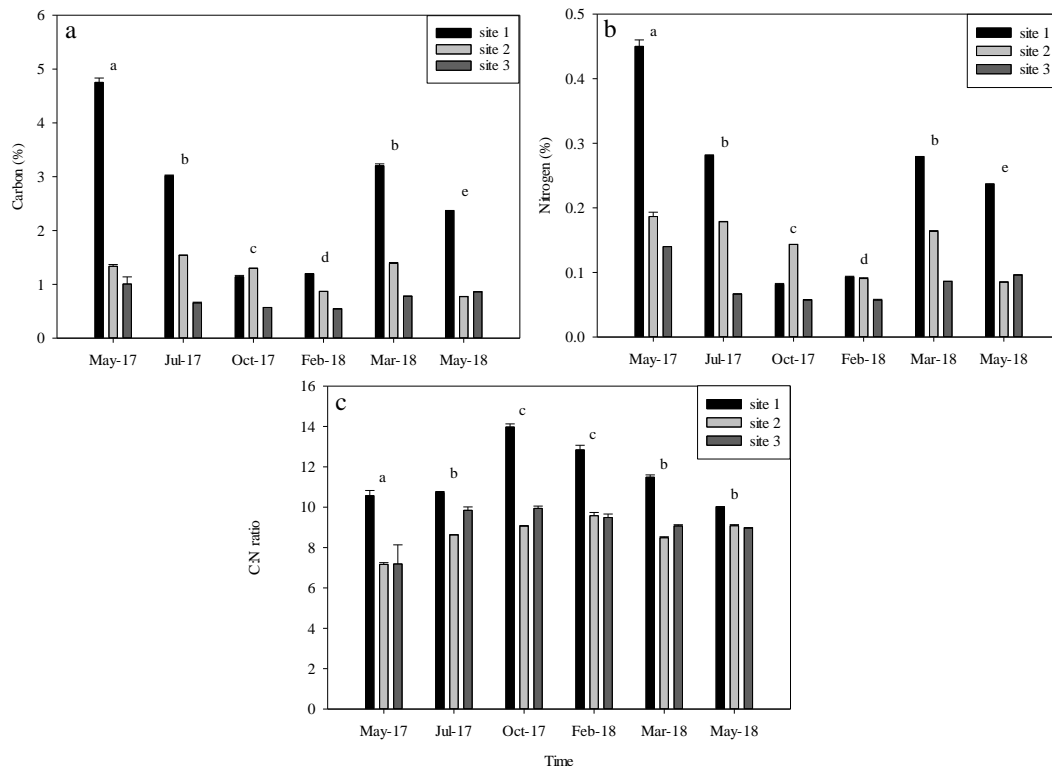 a
site 1
site 2
site 3
6
5
4
3
2
1
0
Carbon (%)
a
b
c
d
b
e
May-17
Jul-17
Oct-17
Feb-18
Mar-18
May-18
b
site 1
site 2
site 3
0.5
0.4
0.3
0.2
0.1
0.0
Nitrogen (%)
a
b
c
d
b
e
May-17
Jul-17
Oct-17
Feb-18
Mar-18
May-18
c
site 1
site 2
site 3
16
14
12
10
8
6
4
2
0
C:N ratio
a
b
c
c
b
b
May-17
Jul-17
Oct-17
Feb-18
Mar-18
May-18
Time